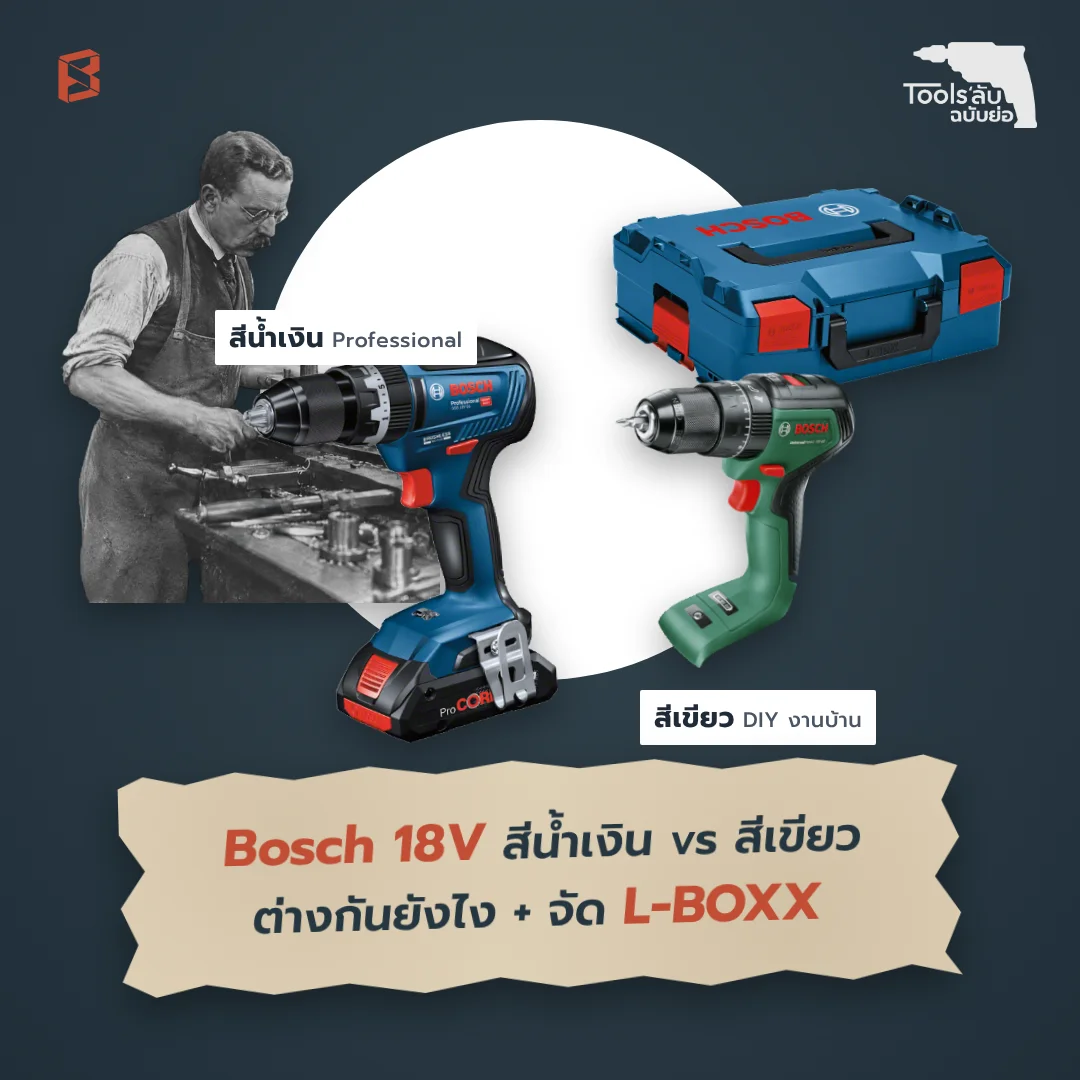 Tools'ลับ
ฉบับย่อ
BOSCH
สีน้ำเงิน Professional
BOSCH
Professional
BRUSHLESS
BOSCH
ProCORE
สีเขียว DIY งานบ้าน
Bosch 18V สีน้ำเงิน vs สีเขียว
ต่างกันยังไง + จัด L-BOXX